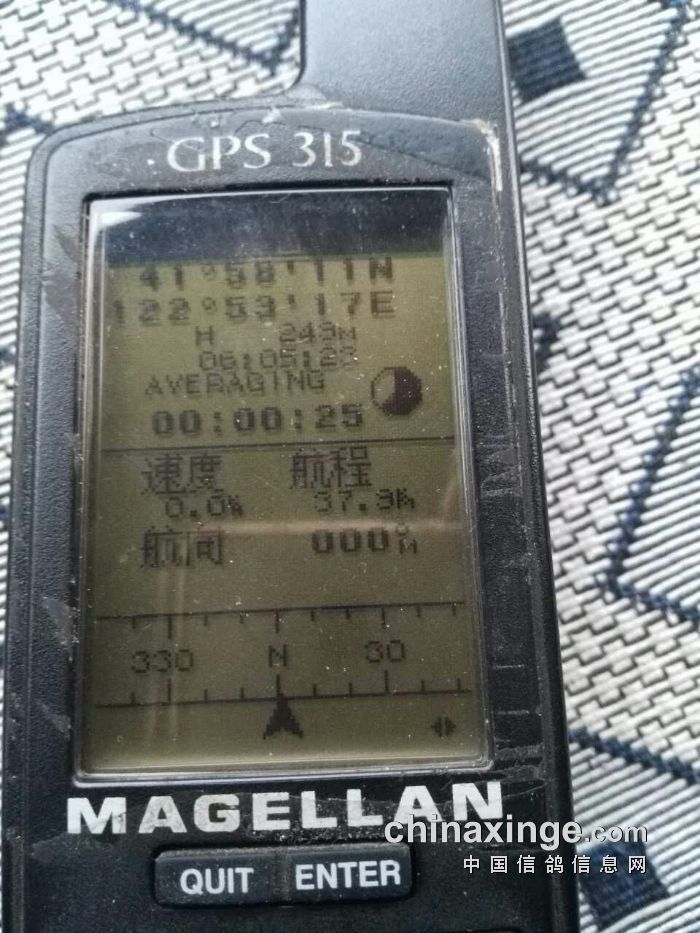 GPS 315
41°58'11N
122°53'17E
H 249M
06:05:23
AVERAGING
00:00:25
速度 航程
0.0 37.9
航向 000°M
330 N 30
MAGELLAN
chinaxinge.com
中国信鸽信息网
QUIT ENTER